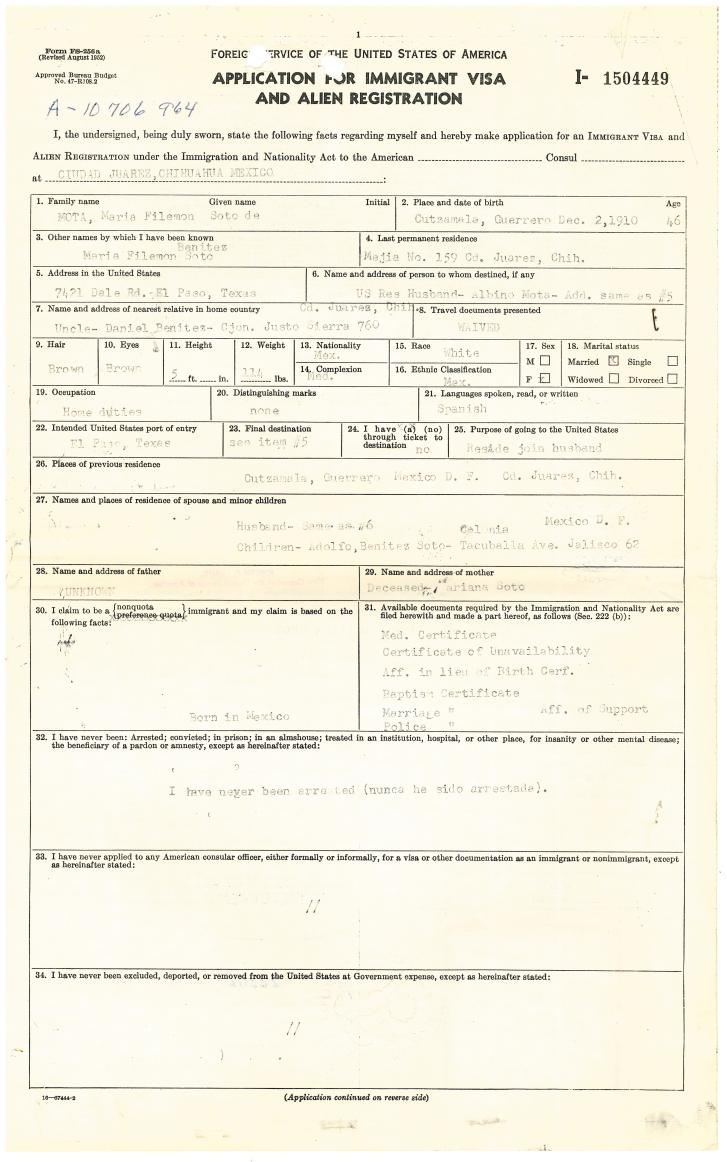 1
Form FS-256a
(Revised August 1952)
Approved Bureau Budget
No. 47-R108.2
FOREIG ERVICE OF THE UNITED STATES OF AMERICA
APPLICATION FOR IMMIGRANT VISA
AND ALIEN REGISTRATION
I- 1504449
A-10 706 964
I, the undersigned, being duly sworn, state the following facts regarding myself and hereby make application for an IMMIGRANT VISA and
ALIEN REGISTRATION under the Immigration and Nationality Act to the American Consul
at CIUDAD JUAREZ,CHIHUAHUA MEXICO :
1. Family name Given name Initial
MOTA, Maria Filemon Soto de
2. Place and date of birth Age
Cutzamala, Guerrero Dec. 2,1910 46
3. Other names by which I have been known
Benitez
Maria Filemon Soto
4. Last permanent residence
Mejia No. 159 Cd. Juarez, Chih.
5. Address in the United States
7421 Dale Rd. El Paso, Texas
6. Name and address of person to whom destined, if any
US Res Husband- Albino Mota- Add. same as #5
7. Name and address of nearest relative in home country
Cd. Juarez, Chih.
Uncle- Daniel Benitez- Cjon. Justo Sierra 760
8. Travel documents presented
WAIVED
9. Hair
Brown
10. Eyes
Brown
11. Height
5 ft. in.
12. Weight
114 lbs.
13. Nationality
Mex.
14. Complexion
Med.
15. Race
White
16. Ethnic Classification
Mex.
17. Sex
M
F
18. Marital status
Married Single
Widowed Divorced
19. Occupation
Home duties
20. Distinguishing marks
none
21. Languages spoken, read, or written
Spanish
22. Intended United States port of entry
El Paso, Texas
23. Final destination
see item #5
24. I have (a) (no)
through ticket to
destination no
25. Purpose of going to the United States
Reside join husband
26. Places of previous residence
Cutzamala, Guerrero Mexico D. F. Cd. Juarez, Chih.
27. Names and places of residence of spouse and minor children
Husband- Same as #6 Colonia Mexico D. F.
Children- Adolfo,Benitez Soto- Tacuballa Ave. Jalisco 62
28. Name and address of father
UNKNOWN
29. Name and address of mother
Deceased- ariana Soto
30. I claim to be a {nonquota (preference quota)} immigrant and my claim is based on the
following facts:
Born in Mexico
31. Available documents required by the Immigration and Nationality Act are
filed herewith and made a part hereof, as follows (Sec. 222 (b)):
Med. Certificate
Certificate of Unavailability
Aff. in lieu of Birth Cerf.
Baptism Certificate
Marriage " Aff. of Support
Police "
32. I have never been: Arrested; convicted; in prison; in an almshouse; treated in an institution, hospital, or other place, for insanity or other mental disease;
the beneficiary of a pardon or amnesty, except as hereinafter stated:
I have never been arrested (nunca he sido arrestada).
33. I have never applied to any American consular officer, either formally or informally, for a visa or other documentation as an immigrant or nonimmigrant, except
as hereinafter stated:
"
34. I have never been excluded, deported, or removed from the United States at Government expense, except as hereinafter stated:
"
16—67444-2
(Application continued on reverse side)